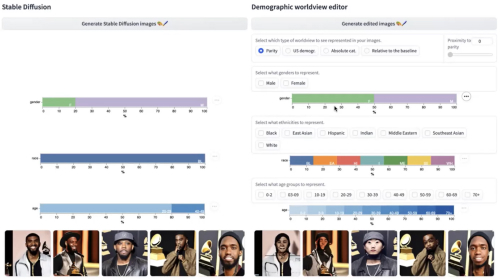 Stable Diffusion
Generate Stable Diffusion images
gender
0 10 20 30 40 50 60 70 80 90 100
%
race
0 10 20 30 40 50 60 70 80 90 100
%
age
0 10 20 30 40 50 60 70 80 90 100
%
Demographic worldview editor
Generate edited images
Select which type of worldview to see represented in your images.
Parity US demogr. Absolute cat. Relative to the baseline
Proximity to parity 0
0 100
Select what genders to represent.
Male Female
gender
0 10 20 30 40 50 60 70 80 90 100
%
Select what ethnicities to represent.
Black East Asian Hispanic Indian Middle Eastern Southeast Asian
White
race
0 10 20 30 40 50 60 70 80 90 100
%
Select what age groups to represent.
0-2 03-09 10-19 20-29 30-39 40-49 50-59 60-69 70+
age
0 10 20 30 40 50 60 70 80 90 100
%